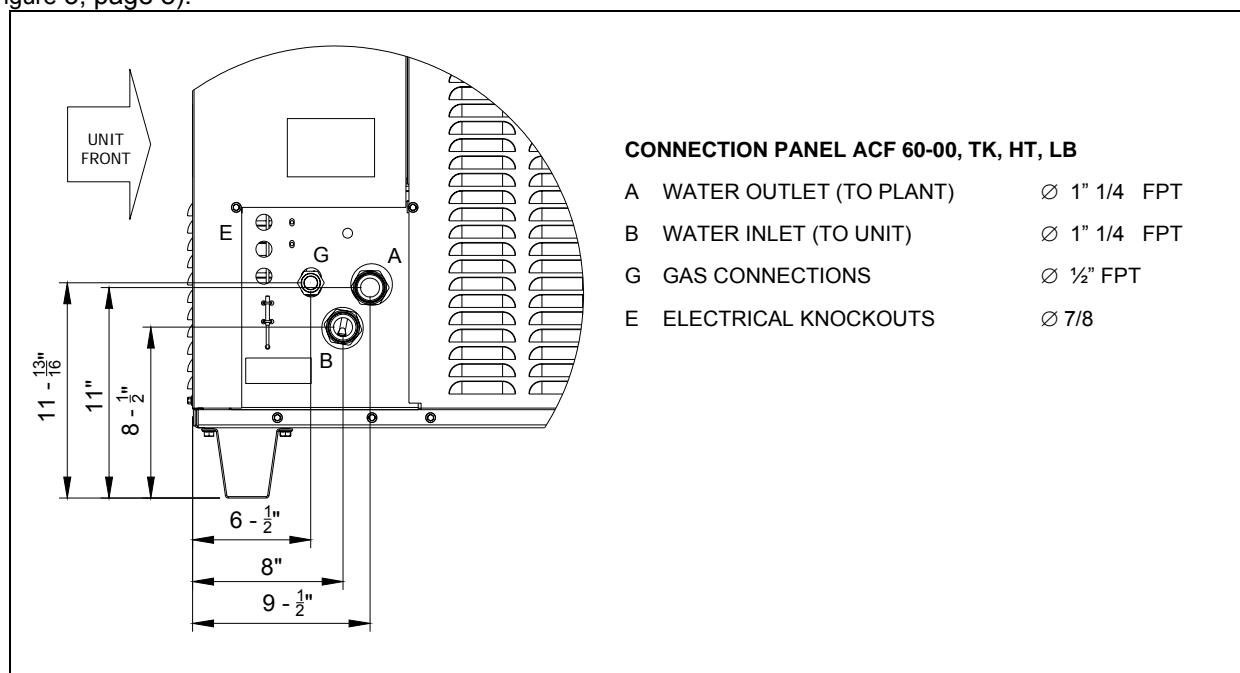 igure 3, page 8).
UNIT
FRONT
E
G
A
B
11 - 13/16"
11"
8 - 1/2"
6 - 1/2"
8"
9 - 1/2"
CONNECTION PANEL ACF 60-00, TK, HT, LB
A WATER OUTLET (TO PLANT) ∅ 1” 1/4 FPT
B WATER INLET (TO UNIT) ∅ 1” 1/4 FPT
G GAS CONNECTIONS ∅ ½” FPT
E ELECTRICAL KNOCKOUTS ∅ 7/8